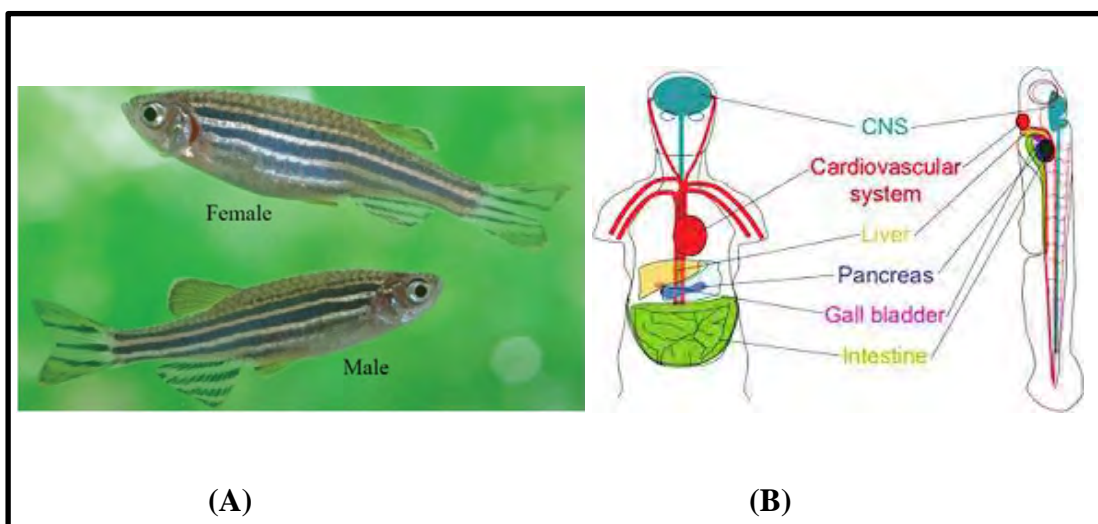 Female
Male
CNS
Cardiovascular
system
Liver
Pancreas
Gall bladder
Intestine
(A)
(B)